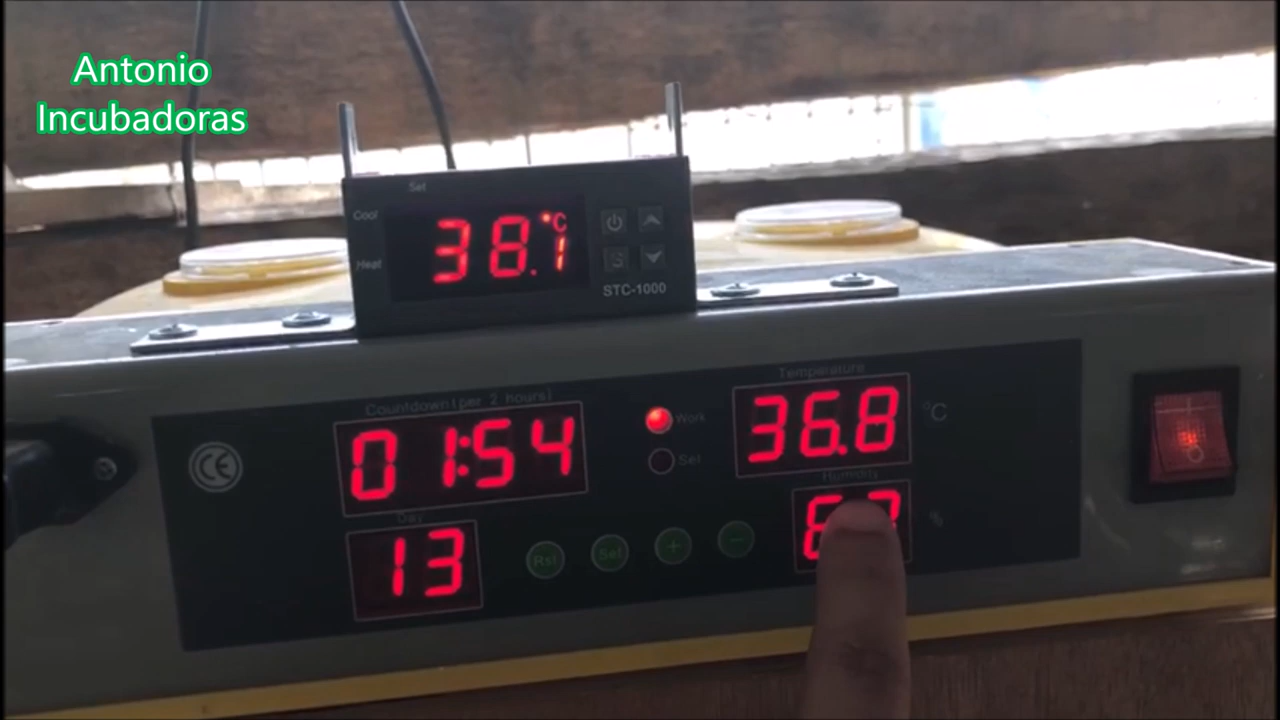 Antonio
Incubadoras
Set
Cool
°C
38.1
Heat
S
STC-1000
Countdown(per 2 hours)
01:54
Work
Set
Temperature
36.8
°C
Humidity
%
CE
Day
13
Rst
Set
+
-